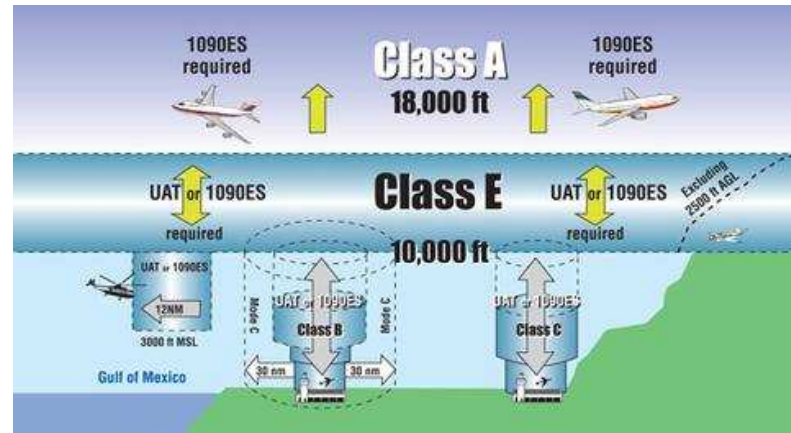 1090ES
required
Class A
18,000 ft
1090ES
required
UAT or 1090ES
required
Class E
10,000 ft
UAT or 1090ES
required
Excluding
2500 ft AGL
UAT or 1090ES
12NM
3000 ft MSL
Gulf of Mexico
Mode C
UAT or 1090ES
Class B
Mode C
30 nm
30 nm
UAT or 1090ES
Class C